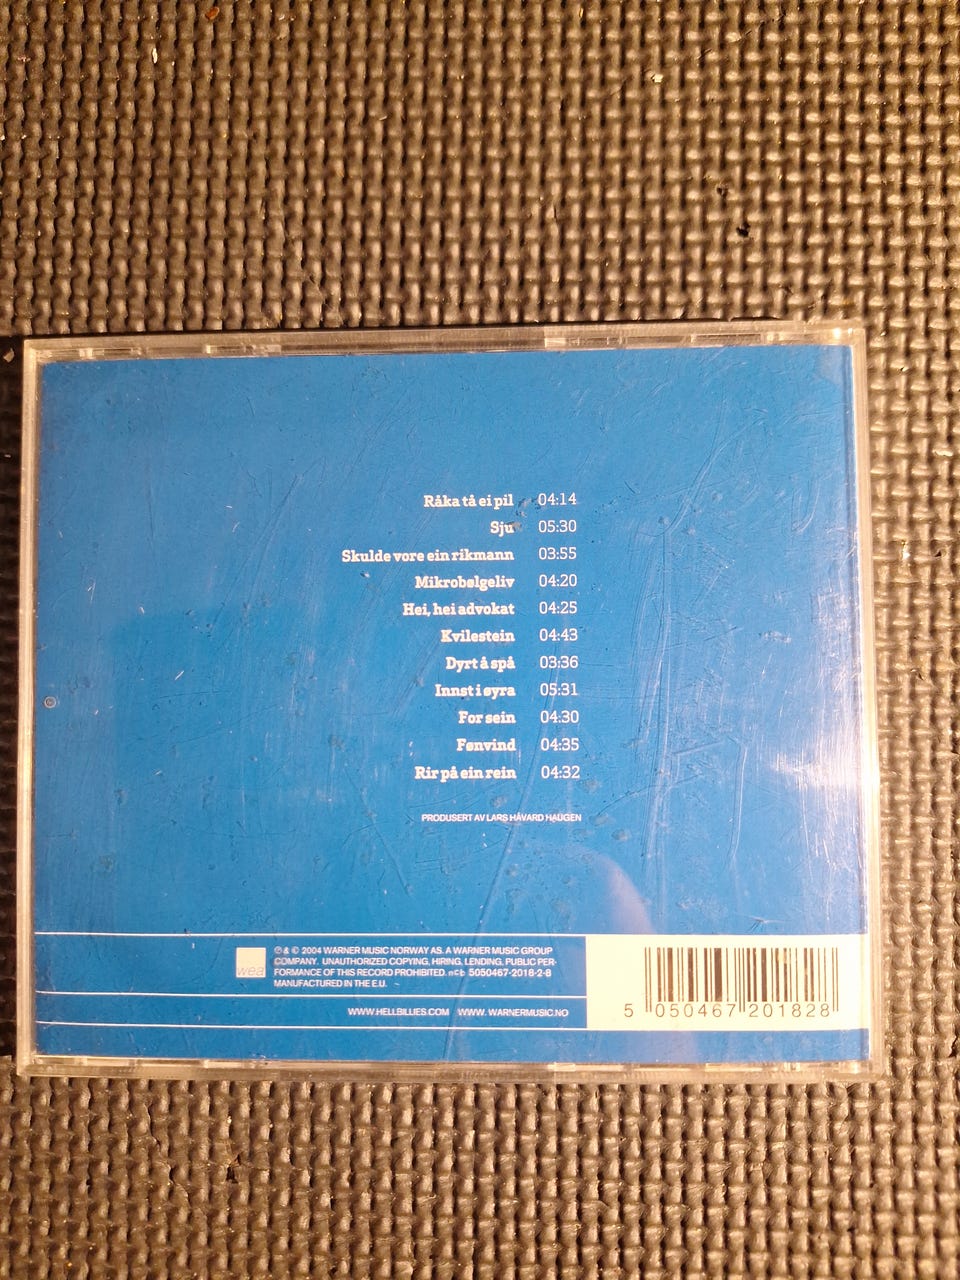 Råka tå ei pil 04:14
Sju 05:30
Skulde vore ein rikmann 03:55
Mikrobølgeliv 04:20
Hei, hei advokat 04:25
Kvilestein 04:43
Dyrt å spå 03:36
Innst i øyra 05:31
For sein 04:30
Fønvind 04:35
Rir på ein rein 04:32
PRODUSERT AV LARS HÅVARD HAUGEN
wea
℗ & © 2004 WARNER MUSIC NORWAY AS. A WARNER MUSIC GROUP
COMPANY. UNAUTHORIZED COPYING, HIRING, LENDING, PUBLIC PER-
FORMANCE OF THIS RECORD PROHIBITED. ncb 5050467-2018-2-8
MANUFACTURED IN THE E.U.
WWW.HELLBILLIES.COM WWW. WARNERMUSIC.NO
5 050467 201828